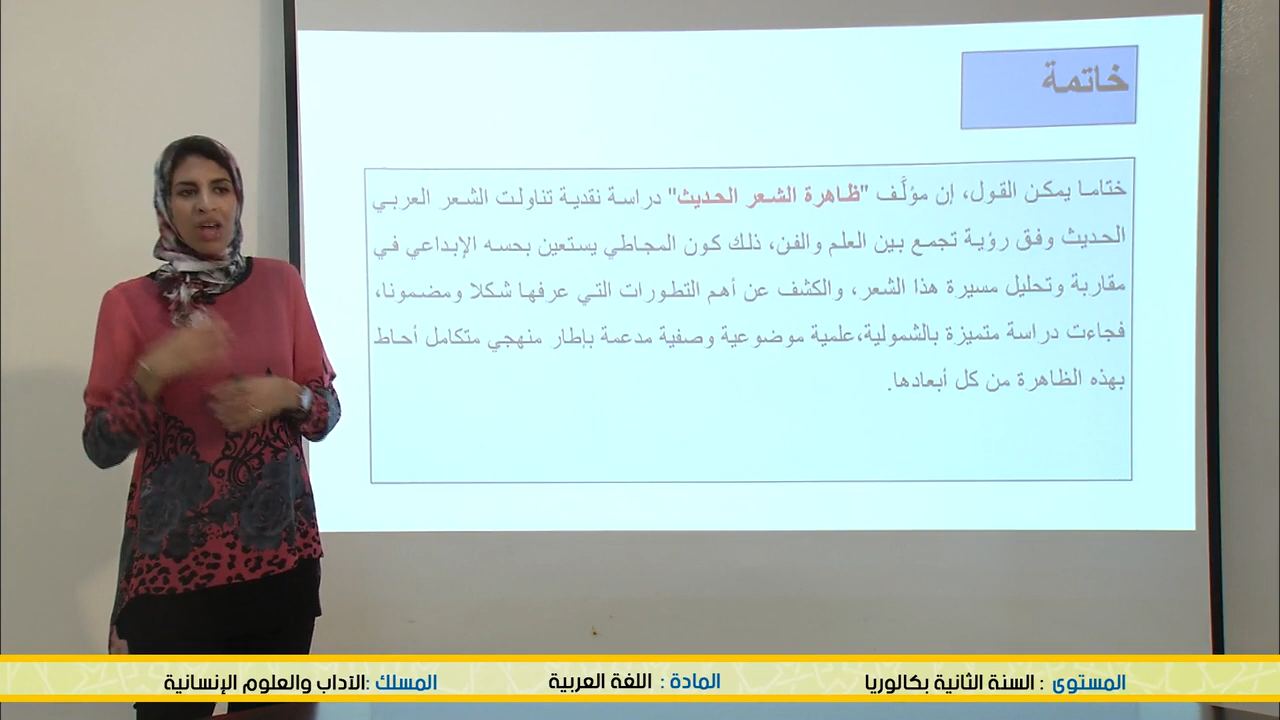 خاتمة
ختاما يمكن القول، إن مؤلَّف "ظاهرة الشعر الحديث" دراسة نقدية تناولت الشعر العربي
الحديث وفق رؤية تجمع بين العلم والفن، ذلك كون المجاطي يستعين بحسه الإبداعي في
مقاربة وتحليل مسيرة هذا الشعر، والكشف عن أهم التطورات التي عرفها شكلا ومضمونا،
فجاءت دراسة متميزة بالشمولية،علمية موضوعية وصفية مدعمة بإطار منهجي متكامل أحاط
بهذه الظاهرة من كل أبعادها.
المستوى : السنة الثانية بكالوريا المادة : اللغة العربية المسلك :الآداب والعلوم الإنسانية